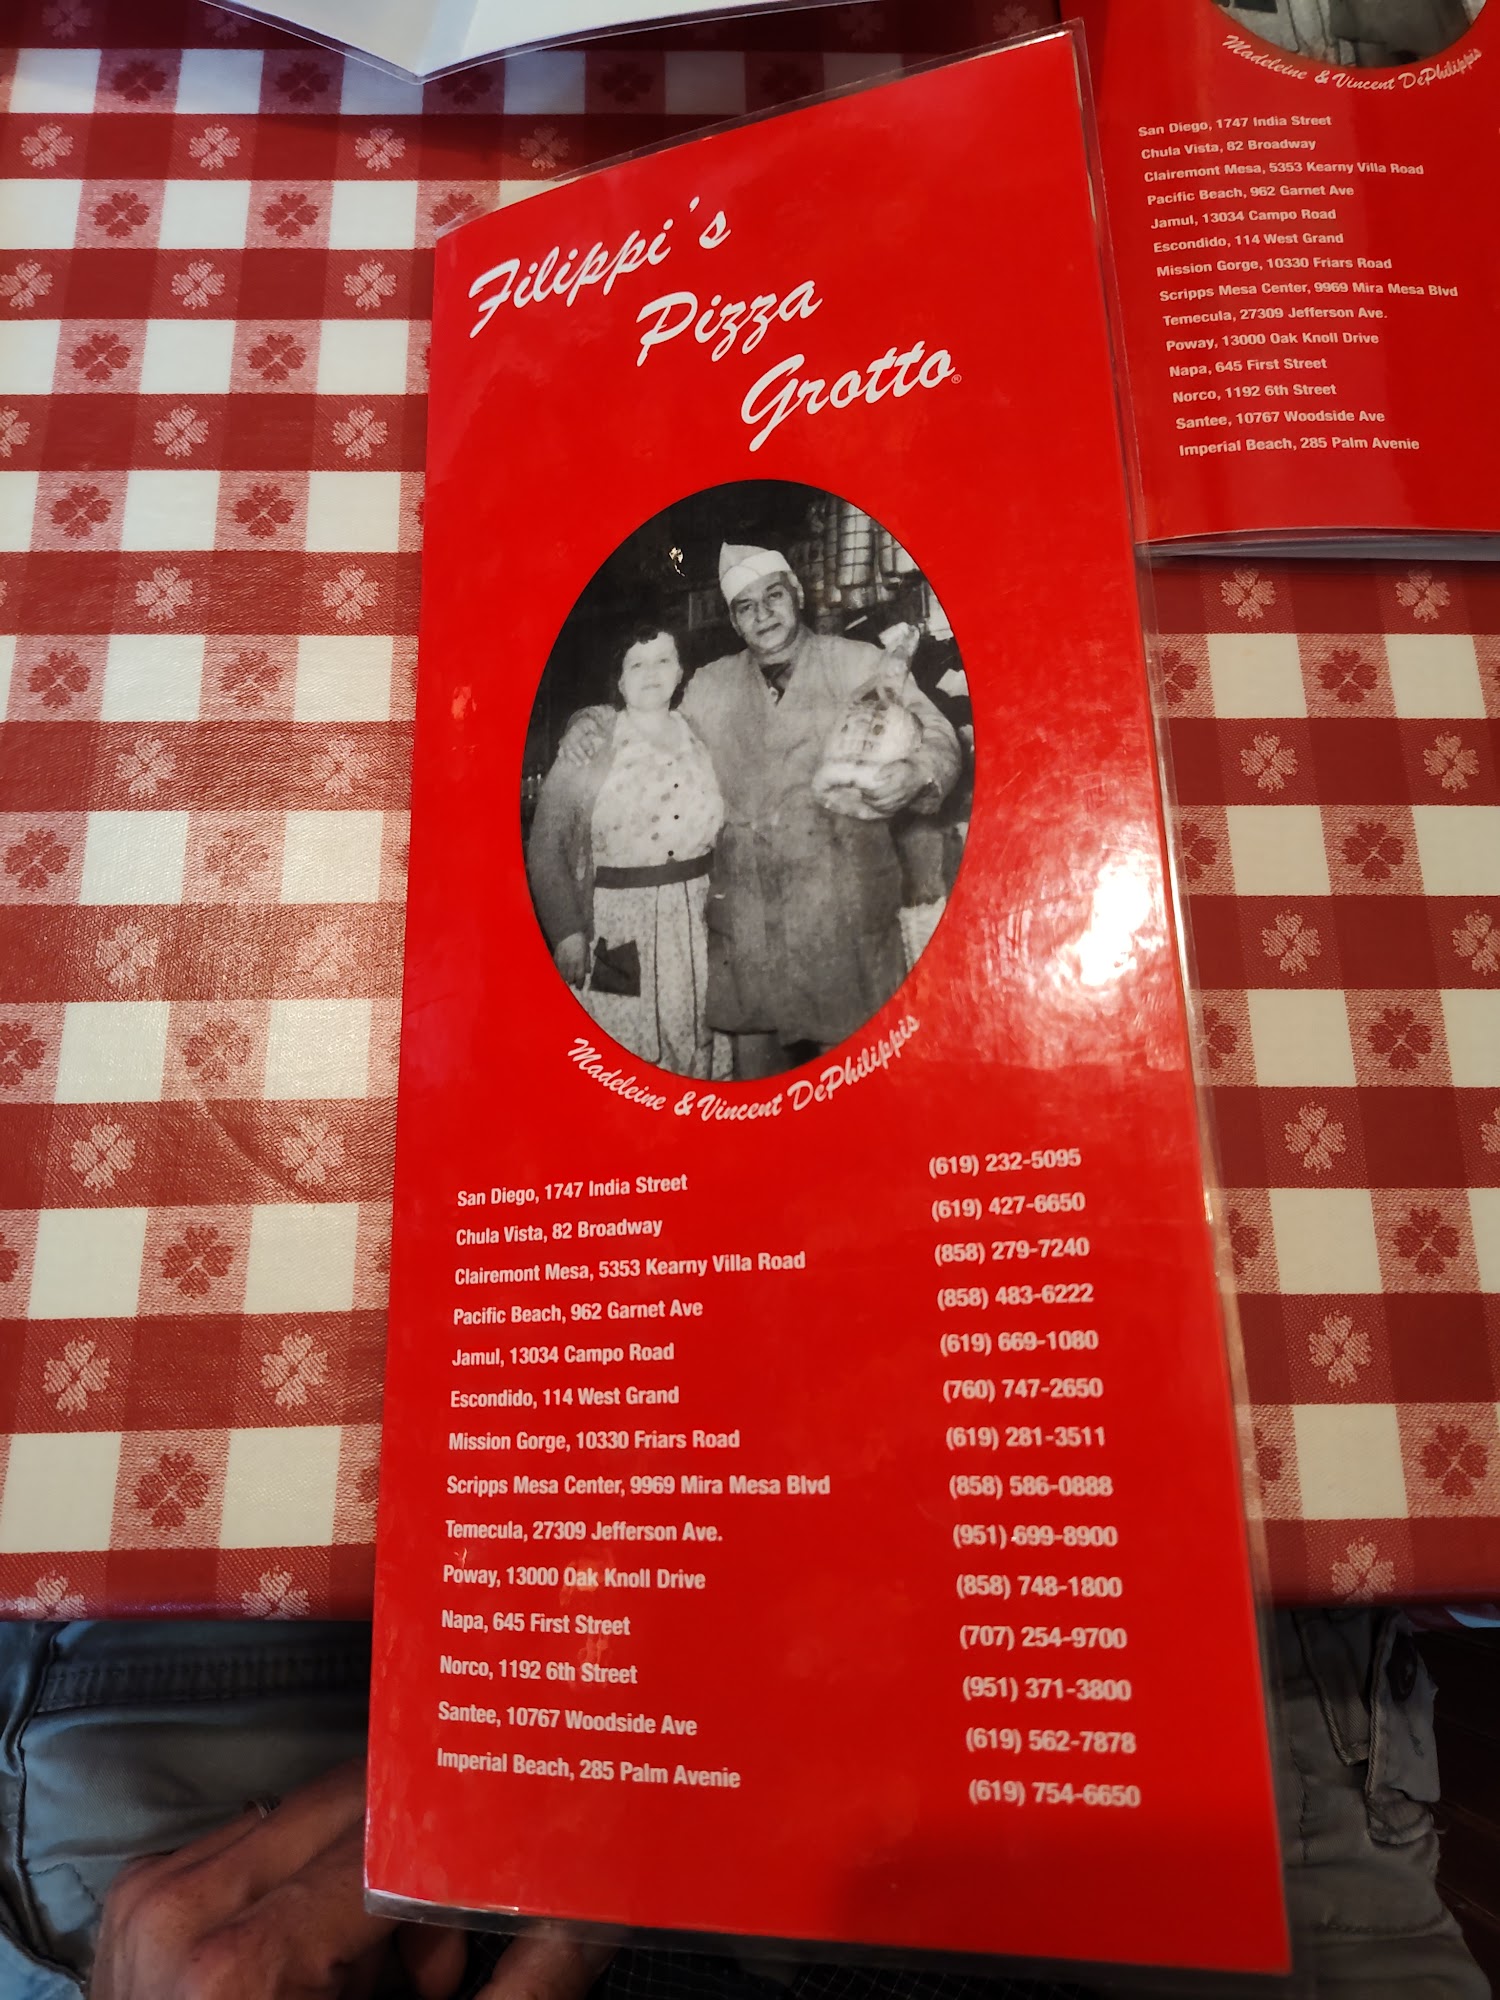 Filippi's
Pizza
Grotto®
Madeleine & Vincent DePhilippis
San Diego, 1747 India Street (619) 232-5095
Chula Vista, 82 Broadway (619) 427-6650
Clairemont Mesa, 5353 Kearny Villa Road (858) 279-7240
Pacific Beach, 962 Garnet Ave (858) 483-6222
Jamul, 13034 Campo Road (619) 669-1080
Escondido, 114 West Grand (760) 747-2650
Mission Gorge, 10330 Friars Road (619) 281-3511
Scripps Mesa Center, 9969 Mira Mesa Blvd (858) 586-0888
Temecula, 27309 Jefferson Ave. (951) 699-8900
Poway, 13000 Oak Knoll Drive (858) 748-1800
Napa, 645 First Street (707) 254-9700
Norco, 1192 6th Street (951) 371-3800
Santee, 10767 Woodside Ave (619) 562-7878
Imperial Beach, 285 Palm Avenie (619) 754-6650
Madeleine & Vincent DePhilippis
San Diego, 1747 India Street
Chula Vista, 82 Broadway
Clairemont Mesa, 5353 Kearny Villa Road
Pacific Beach, 962 Garnet Ave
Jamul, 13034 Campo Road
Escondido, 114 West Grand
Mission Gorge, 10330 Friars Road
Scripps Mesa Center, 9969 Mira Mesa Blvd
Temecula, 27309 Jefferson Ave.
Poway, 13000 Oak Knoll Drive
Napa, 645 First Street
Norco, 1192 6th Street
Santee, 10767 Woodside Ave
Imperial Beach, 285 Palm Avenie